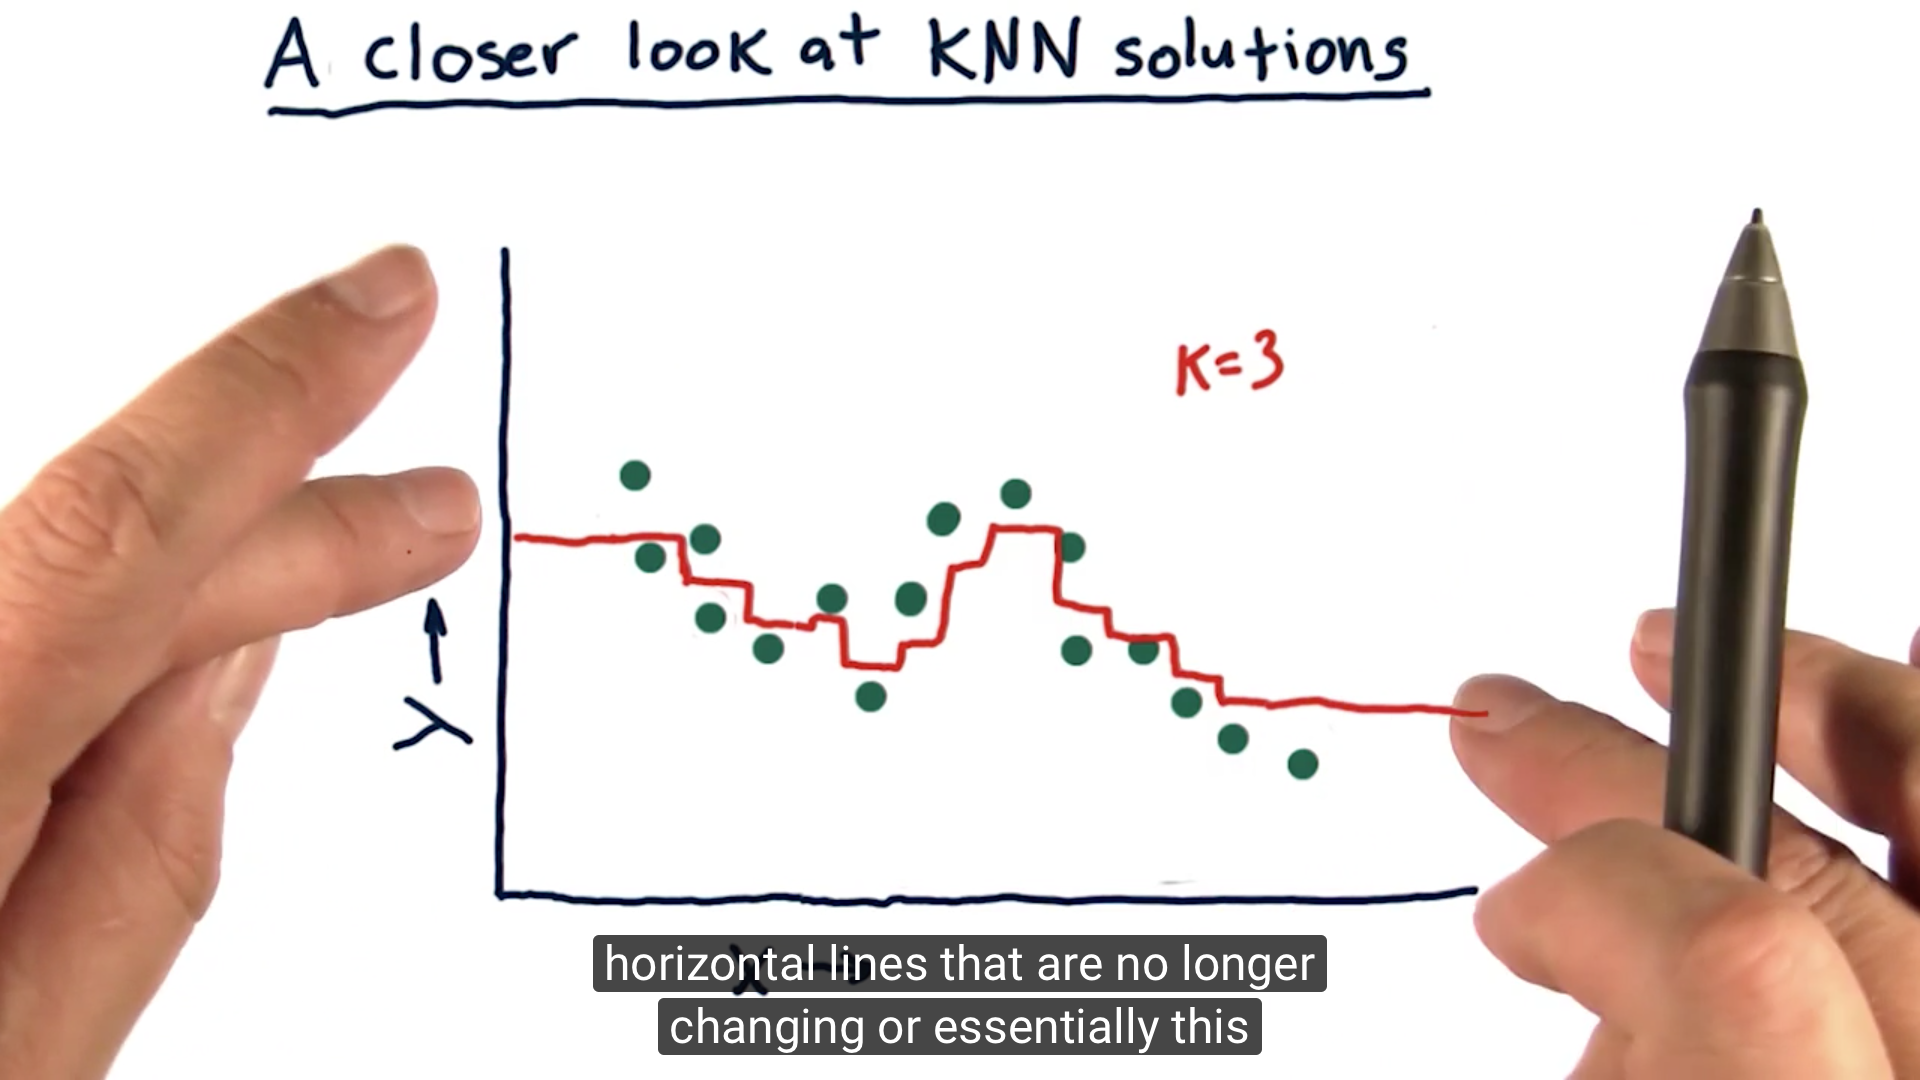 A closer look at KNN solutions
K=3
Y
X
horizontal lines that are no longer
changing or essentially this